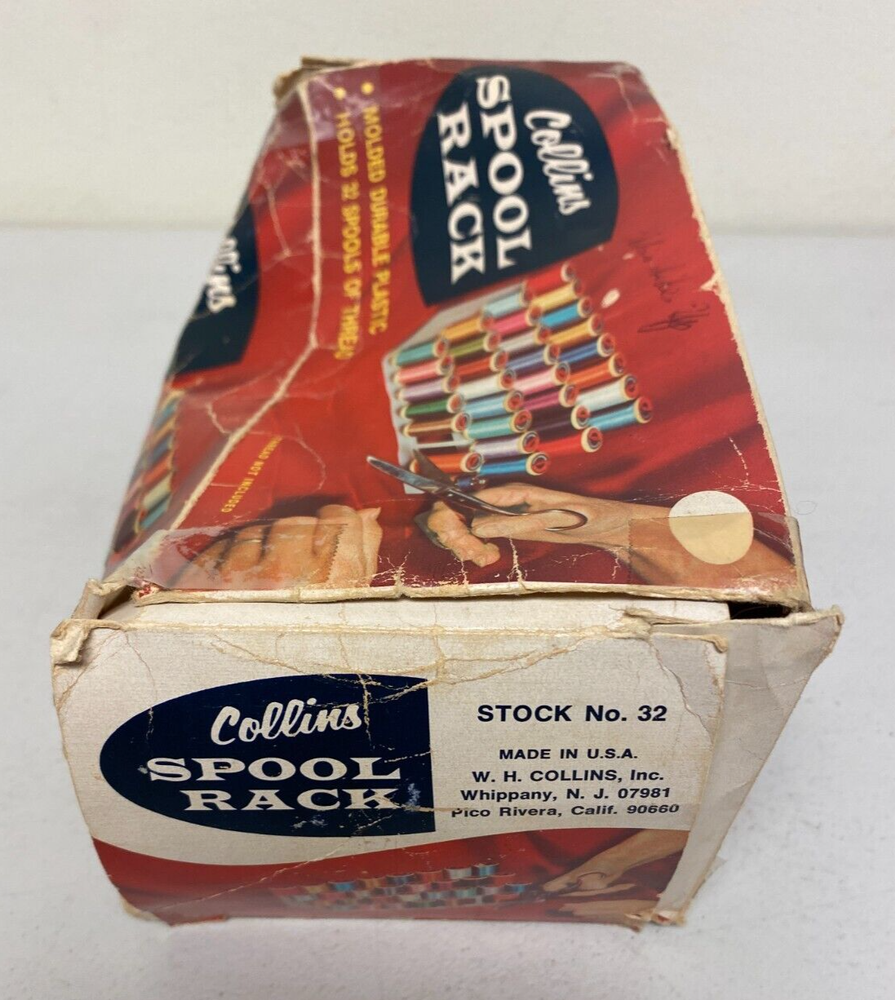 Collins
SPOOL
RACK
• MOLDED DURABLE PLASTIC
• HOLDS 32 SPOOLS OF THREAD
THREAD NOT INCLUDED
Collins
Collins
SPOOL
RACK
STOCK No. 32
MADE IN U.S.A.
W. H. COLLINS, Inc.
Whippany, N. J. 07981
Pico Rivera, Calif. 90660